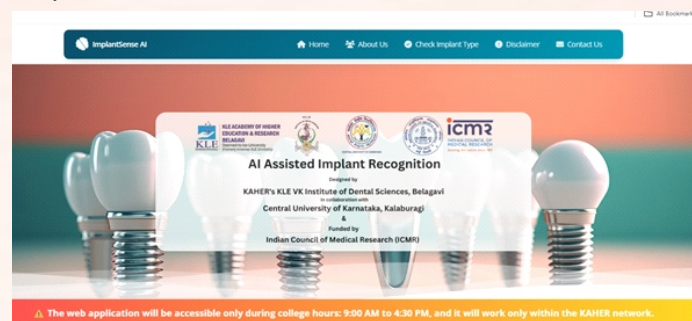 All Bookmarks
ImplantSense AI
Home
About Us
Check Implant Type
Disclaimer
Contact Us
KLE ACADEMY OF HIGHER
EDUCATION & RESEARCH
BELAGAVI
KLE
icmr
INDIAN COUNCIL OF
MEDICAL RESEARCH
AI Assisted Implant Recognition
Designed by
KAHER's KLE VK Institute of Dental Sciences, Belagavi
in collaboration with
Central University of Karnataka, Kalaburagi
&
Funded by
Indian Council of Medical Research (ICMR)
⚠ The web application will be accessible only during college hours: 9:00 AM to 4:30 PM, and it will work only within the KAHER network.